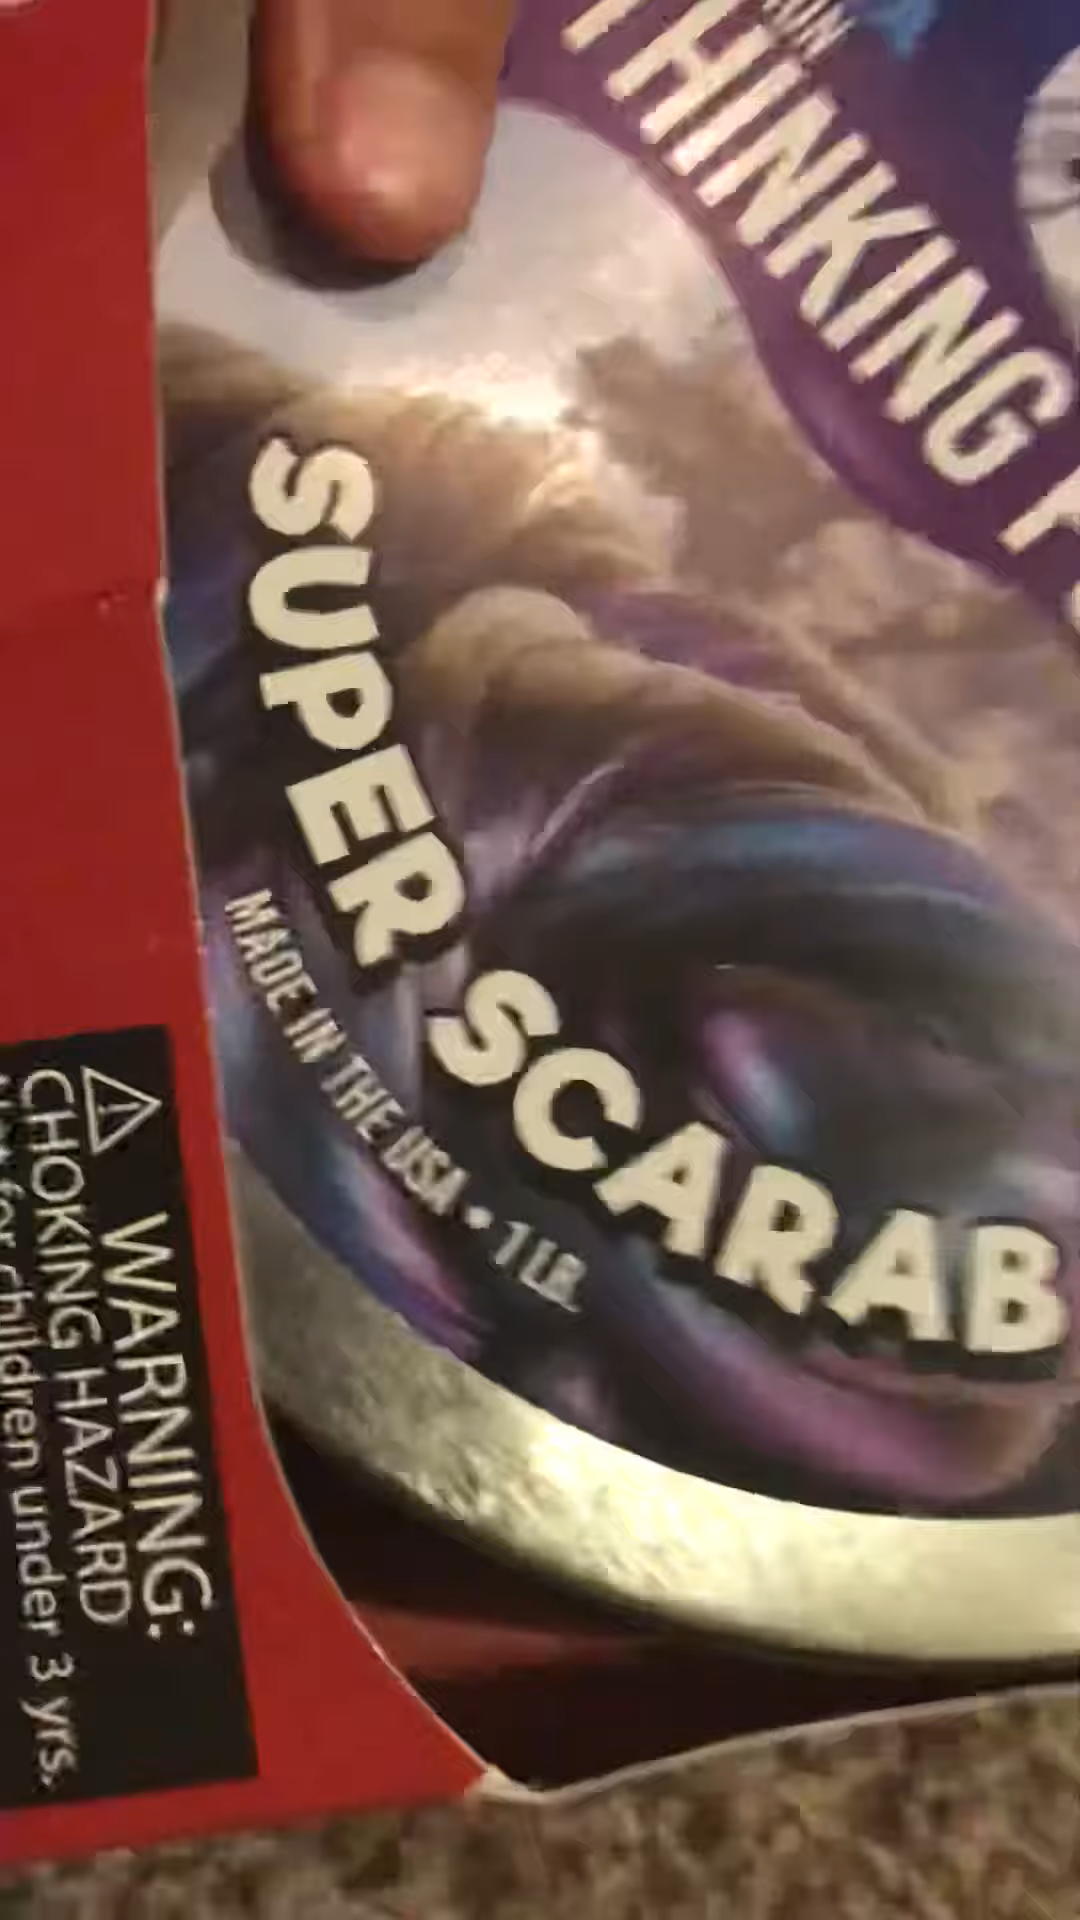 THINKING
SUPER SCARAB
MADE IN THE USA • 1 LB.
⚠ WARNING:
CHOKING HAZARD
Not for children under 3 yrs.